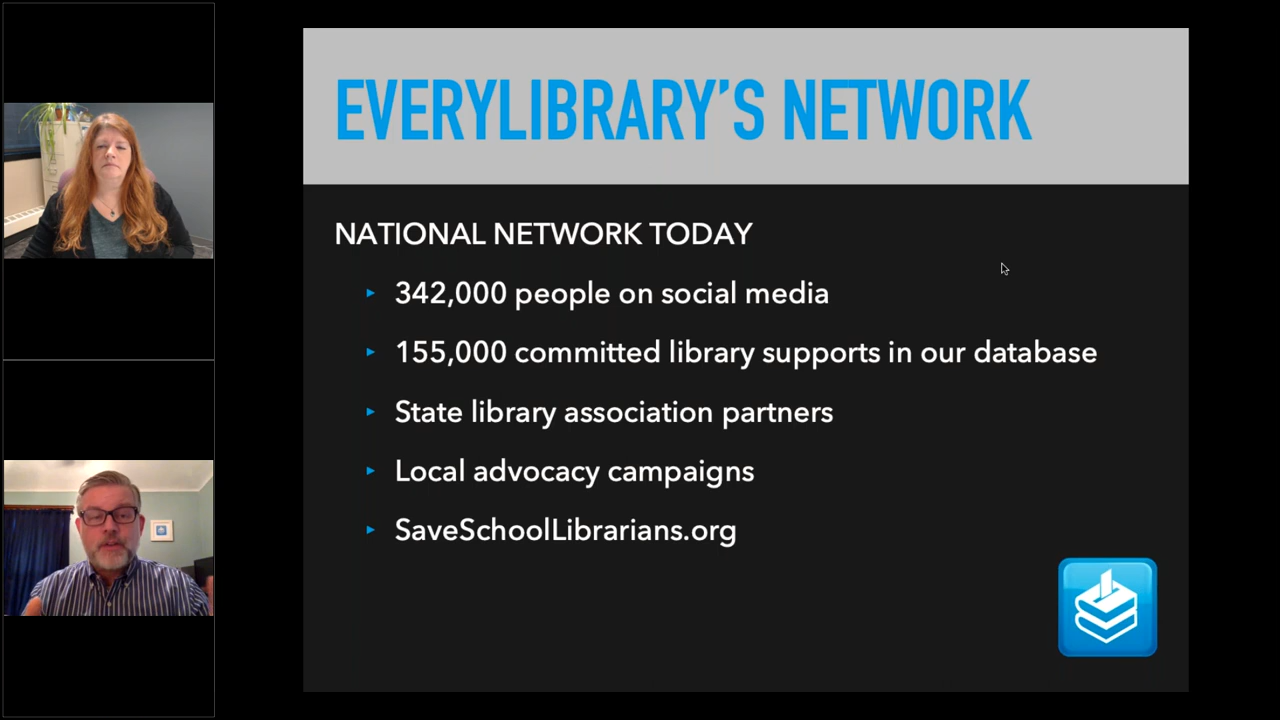 EVERYLIBRARY’S NETWORK
NATIONAL NETWORK TODAY
342,000 people on social media
155,000 committed library supports in our database
State library association partners
Local advocacy campaigns
SaveSchoolLibrarians.org